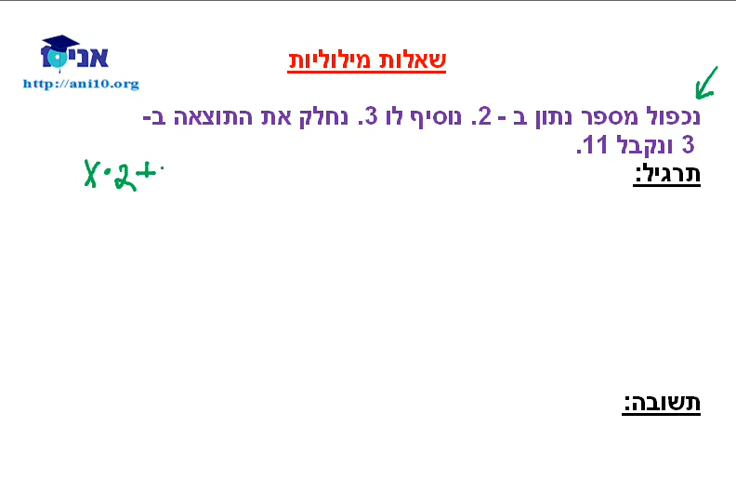 שאלות מילוליות
אניס10
http://ani10.org
נכפול מספר נתון ב - 2. נוסיף לו 3. נחלק את התוצאה ב-
3 ונקבל 11.
x·2+
תרגיל:
תשובה: